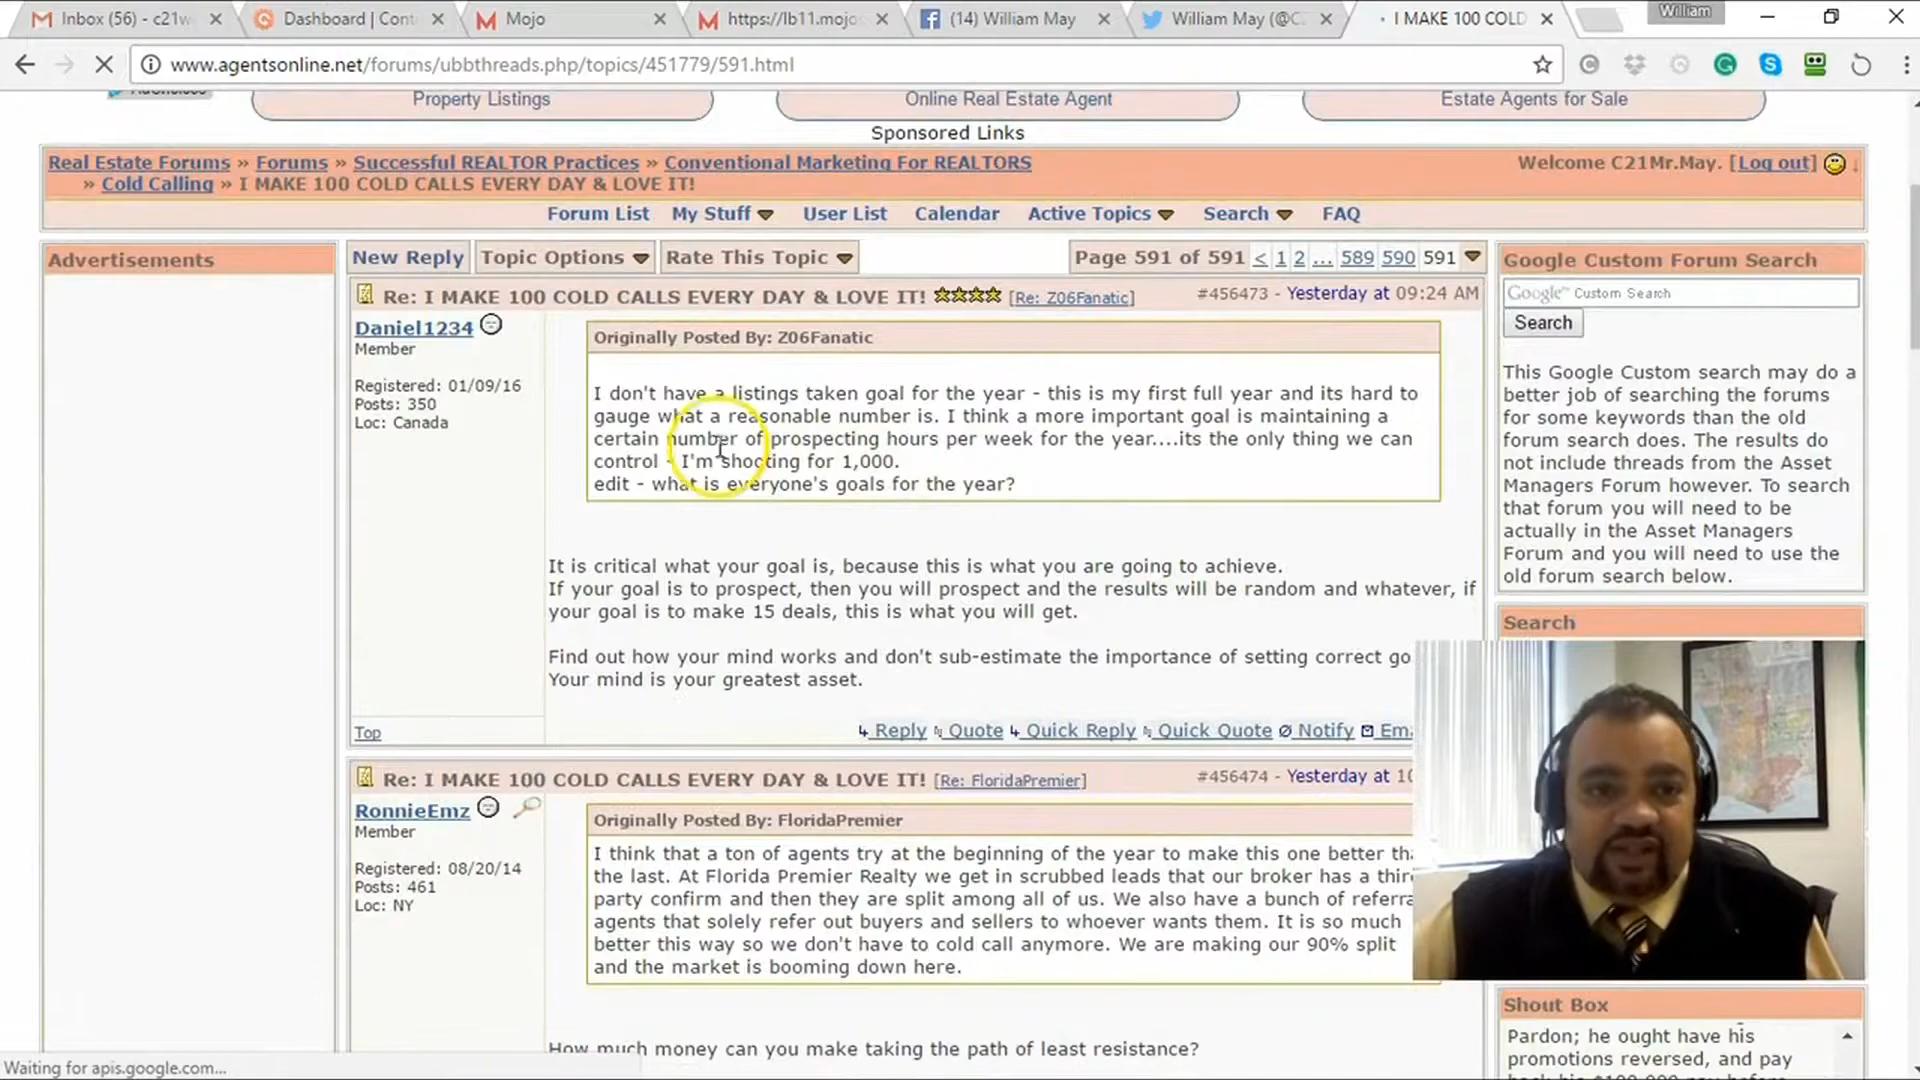 Inbox (56) - c21w
Dashboard | Cont
Mojo
https://lb11.mojos
(14) William May
William May (@C
I MAKE 100 COLD
William
www.agentsonline.net/forums/ubbthreads.php/topics/451779/591.html
Property Listings
Online Real Estate Agent
Estate Agents for Sale
Sponsored Links
Real Estate Forums » Forums » Successful REALTOR Practices » Conventional Marketing For REALTORS
» Cold Calling » I MAKE 100 COLD CALLS EVERY DAY & LOVE IT!
Welcome C21Mr.May. [Log out]
Forum List My Stuff User List Calendar Active Topics Search FAQ
Advertisements
New Reply Topic Options Rate This Topic
Page 591 of 591 < 1 2 ... 589 590 591
Re: I MAKE 100 COLD CALLS EVERY DAY & LOVE IT! [Re: Z06Fanatic]
#456473 - Yesterday at 09:24 AM
Daniel1234
Member
Registered: 01/09/16
Posts: 350
Loc: Canada
Originally Posted By: Z06Fanatic
I don't have a listings taken goal for the year - this is my first full year and its hard to
gauge what a reasonable number is. I think a more important goal is maintaining a
certain number of prospecting hours per week for the year....its the only thing we can
control - I'm shooting for 1,000.
edit - what is everyone's goals for the year?
It is critical what your goal is, because this is what you are going to achieve.
If your goal is to prospect, then you will prospect and the results will be random and whatever, if
your goal is to make 15 deals, this is what you will get.
Find out how your mind works and don't sub-estimate the importance of setting correct go
Your mind is your greatest asset.
Top
Reply Quote Quick Reply Quick Quote Notify Ema
Re: I MAKE 100 COLD CALLS EVERY DAY & LOVE IT! [Re: FloridaPremier]
#456474 - Yesterday at 10
RonnieEmz
Member
Registered: 08/20/14
Posts: 461
Loc: NY
Originally Posted By: FloridaPremier
I think that a ton of agents try at the beginning of the year to make this one better tha
the last. At Florida Premier Realty we get in scrubbed leads that our broker has a third
party confirm and then they are split among all of us. We also have a bunch of referra
agents that solely refer out buyers and sellers to whoever wants them. It is so much
better this way so we don't have to cold call anymore. We are making our 90% split
and the market is booming down here.
How much money can you make taking the path of least resistance?
Google Custom Forum Search
Google Custom Search
Search
This Google Custom search may do a
better job of searching the forums
for some keywords than the old
forum search does. The results do
not include threads from the Asset
Managers Forum however. To search
that forum you will need to be
actually in the Asset Managers
Forum and you will need to use the
old forum search below.
Search
Shout Box
Pardon; he ought have his
promotions reversed, and pay
Waiting for apis.google.com...